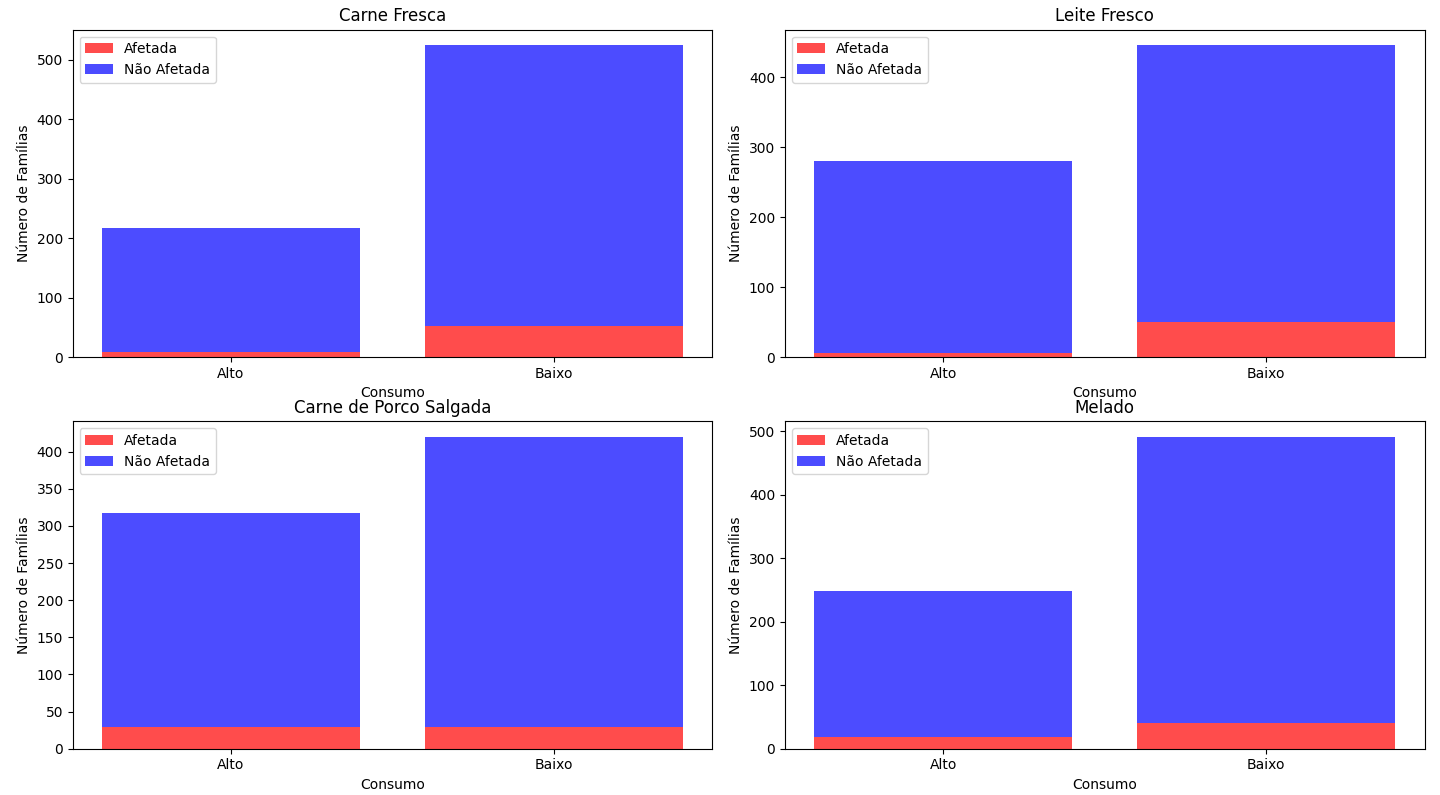 Carne Fresca
500
400
300
200
100
0
Número de Famílias
Afetada
Não Afetada
Alto
Baixo
Consumo
Leite Fresco
400
300
200
100
0
Número de Famílias
Afetada
Não Afetada
Alto
Baixo
Consumo
Carne de Porco Salgada
400
350
300
250
200
150
100
50
0
Número de Famílias
Afetada
Não Afetada
Alto
Baixo
Consumo
Melado
500
400
300
200
100
0
Número de Famílias
Afetada
Não Afetada
Alto
Baixo
Consumo